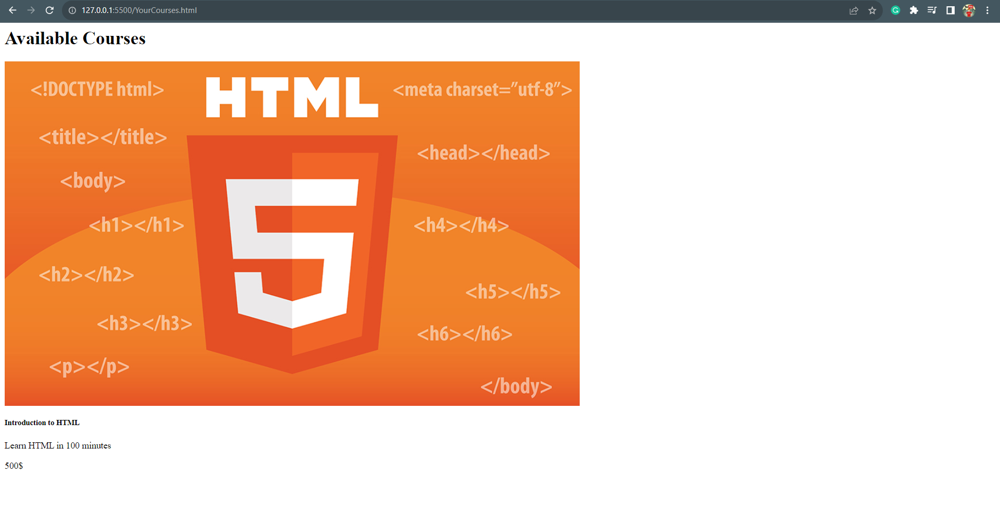 127.0.0.1:5500/YourCourses.html
Available Courses
HTML
<!DOCTYPE html>
<meta charset=”utf-8”>
<title></title>
<head></head>
<body>
<h1></h1>
<h4></h4>
<h2></h2>
<h5></h5>
<h3></h3>
<h6></h6>
<p></p>
</body>
5
Introduction to HTML
Learn HTML in 100 minutes
500$